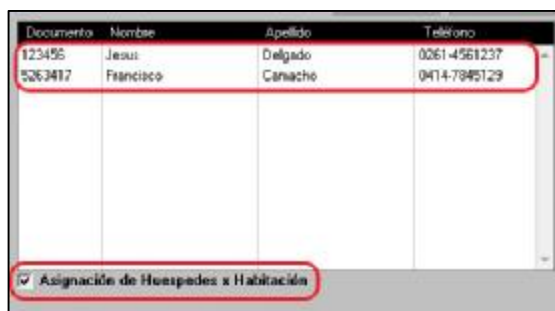 Documento Nombre Apellido Teléfono
123456 Jesus Delgado 0261-4561237
5263417 Francisco Camacho 0414-7845129
Asignación de Huespedes x Habitación